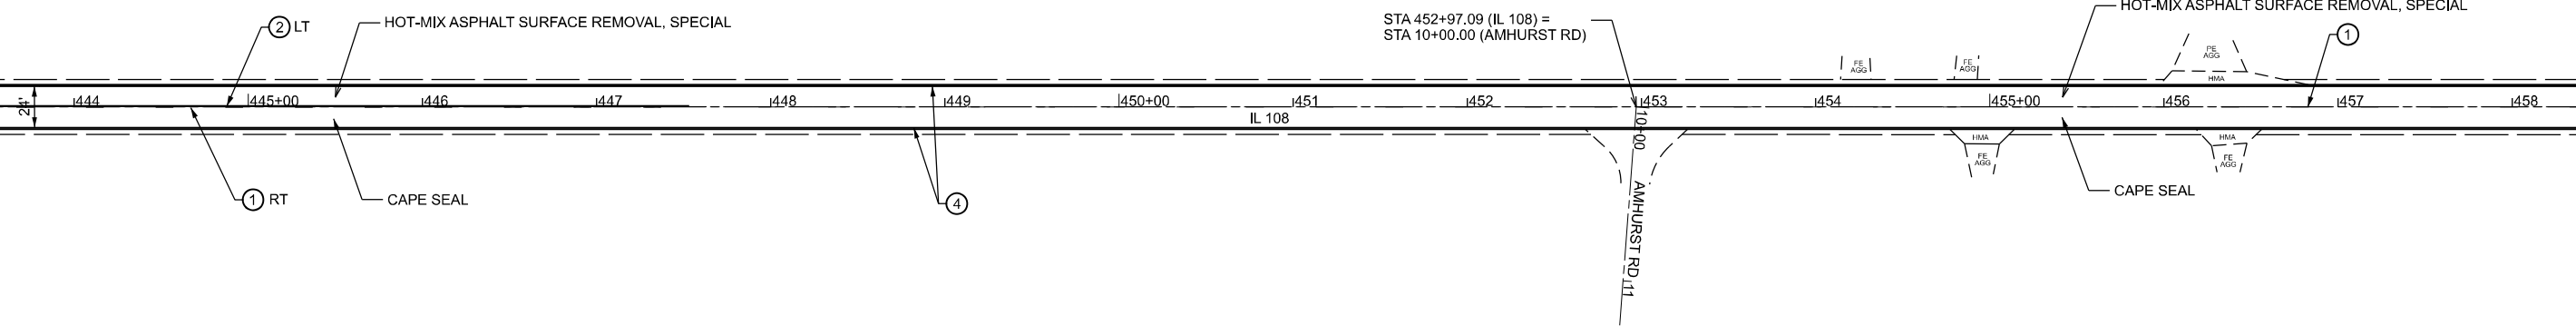 ② LT
HOT-MIX ASPHALT SURFACE REMOVAL, SPECIAL
STA 452+97.09 (IL 108) =
STA 10+00.00 (AMHURST RD)
HOT-MIX ASPHALT SURFACE REMOVAL, SPECIAL
①
FE
AGG
FE
AGG
PE
AGG
HMA
24'
444 445+00 446 447 448 449 450+00 451 452 453 454 455+00 456 457 458
IL 108
10+00
HMA
FE
AGG
HMA
FE
AGG
① RT
CAPE SEAL
④
AMHURST RD
11
CAPE SEAL